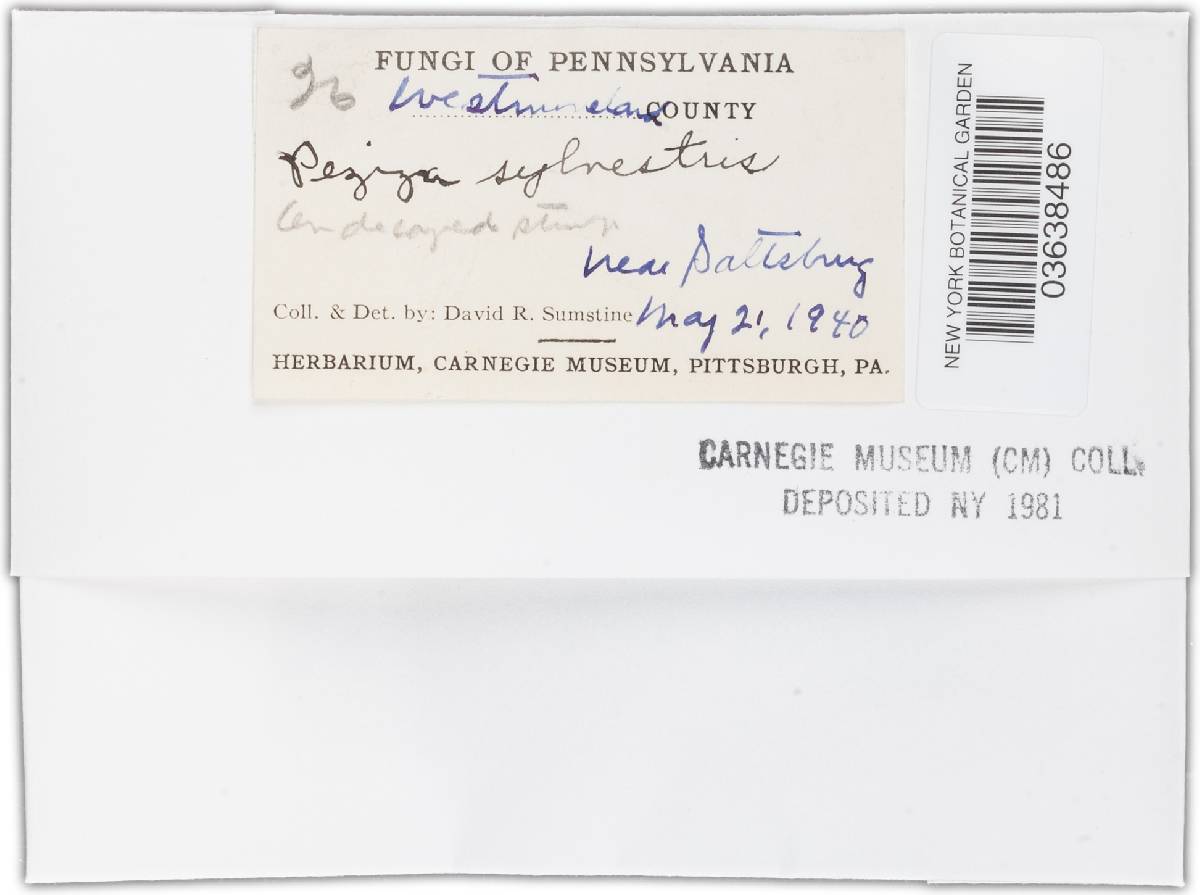 FUNGI OF PENNSYLVANIA
Westmoreland COUNTY
Peziza sylvestris
On decayed stump
near Saltsburg
Coll. & Det. by: David R. Sumstine May 21, 1940
HERBARIUM, CARNEGIE MUSEUM, PITTSBURGH, PA.
NEW YORK BOTANICAL GARDEN
03638486
CARNEGIE MUSEUM (CM) COLL.
DEPOSITED NY 1981